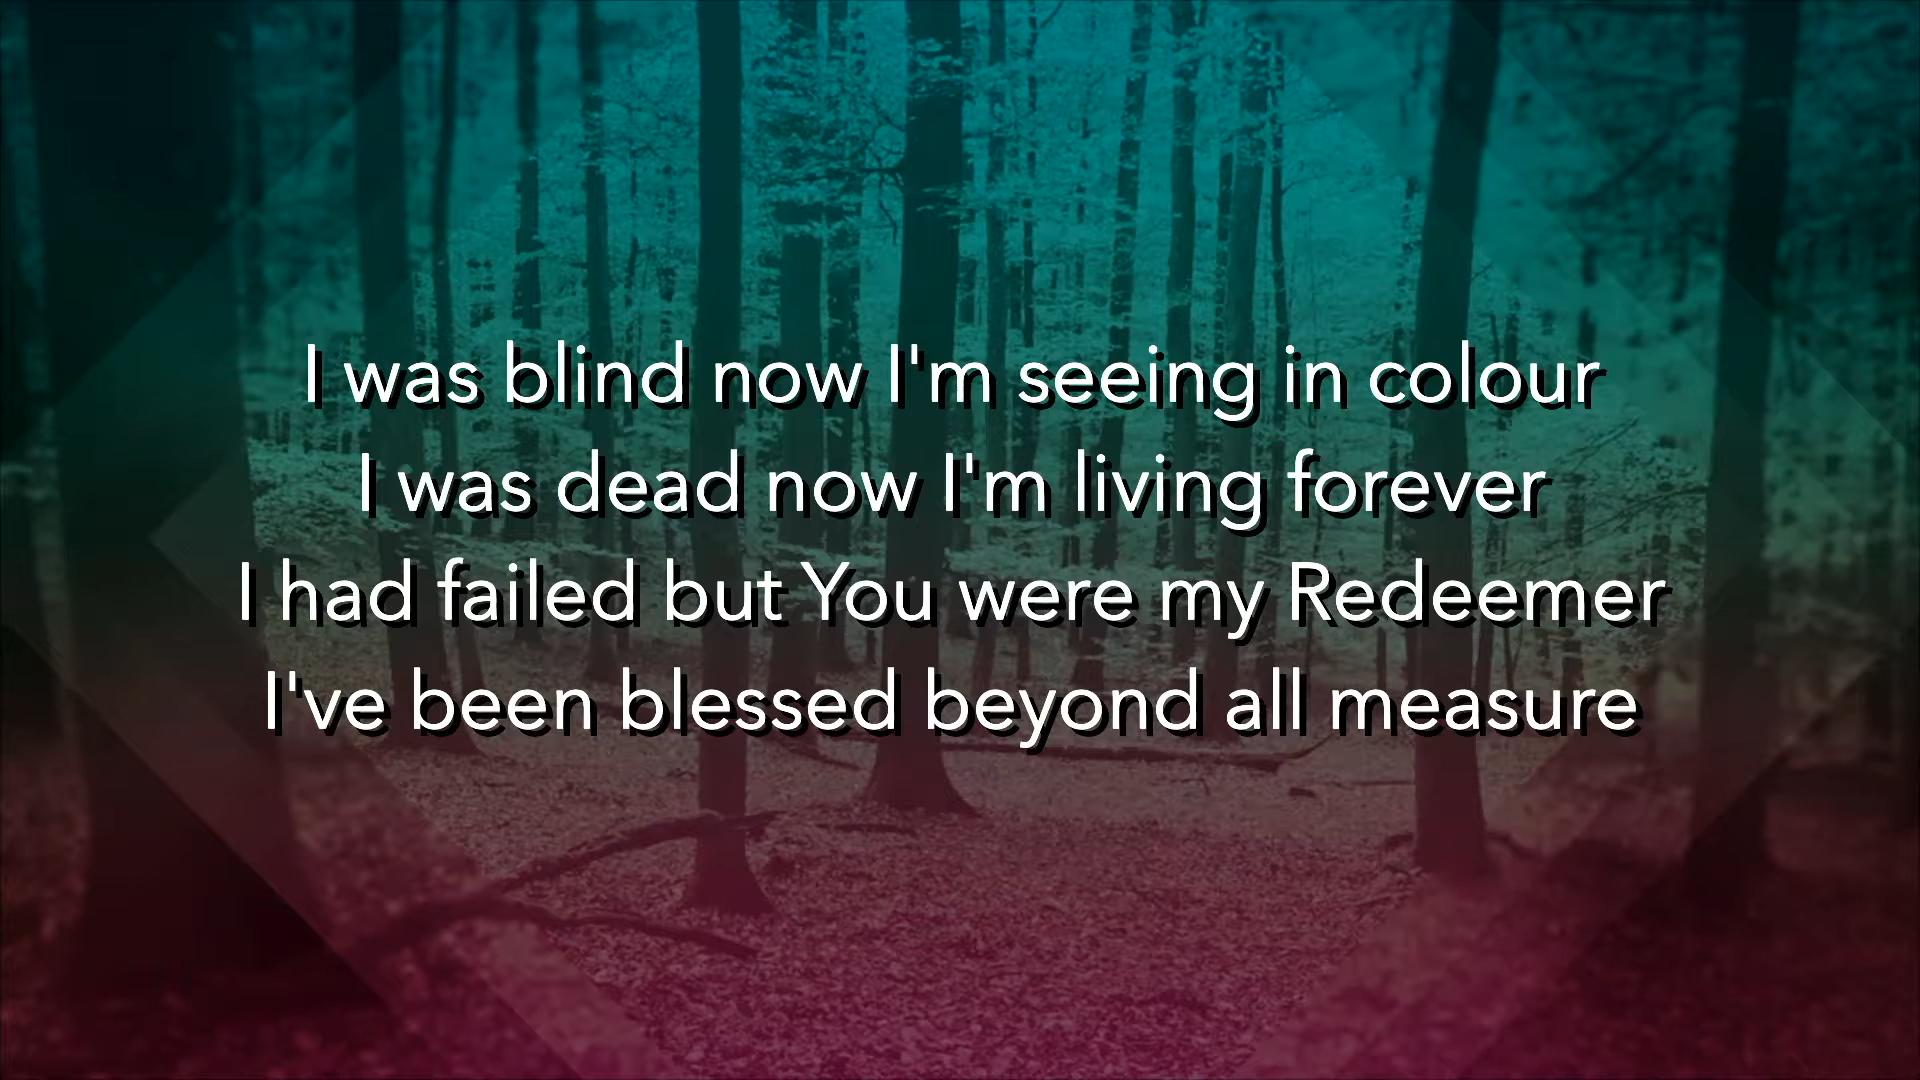 I was blind now I'm seeing in colour
I was dead now I'm living forever
I had failed but You were my Redeemer
I've been blessed beyond all measure